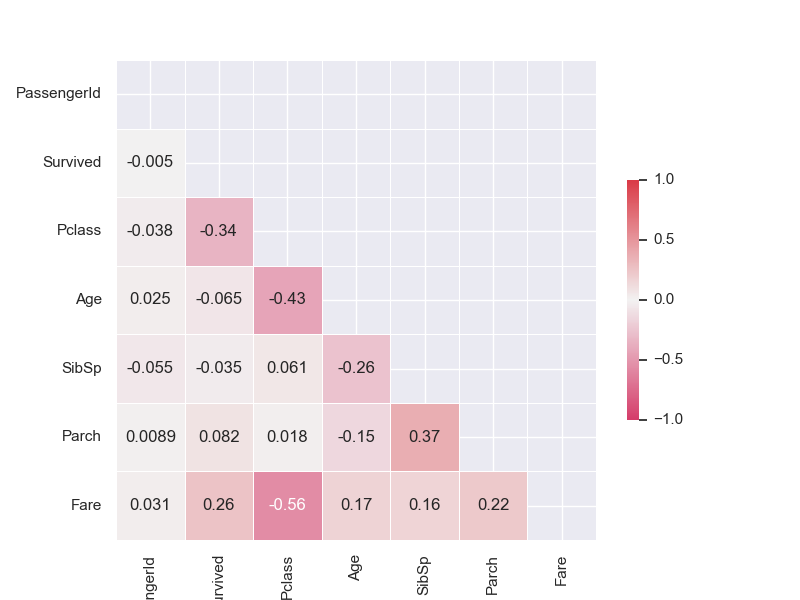 PassengerId
Survived -0.005
Pclass -0.038 -0.34
Age 0.025 -0.065 -0.43
SibSp -0.055 -0.035 0.061 -0.26
Parch 0.0089 0.082 0.018 -0.15 0.37
Fare 0.031 0.26 -0.56 0.17 0.16 0.22
ngerId
urvived
Pclass
Age
SibSp
Parch
Fare
1.0
0.5
0.0
−0.5
−1.0